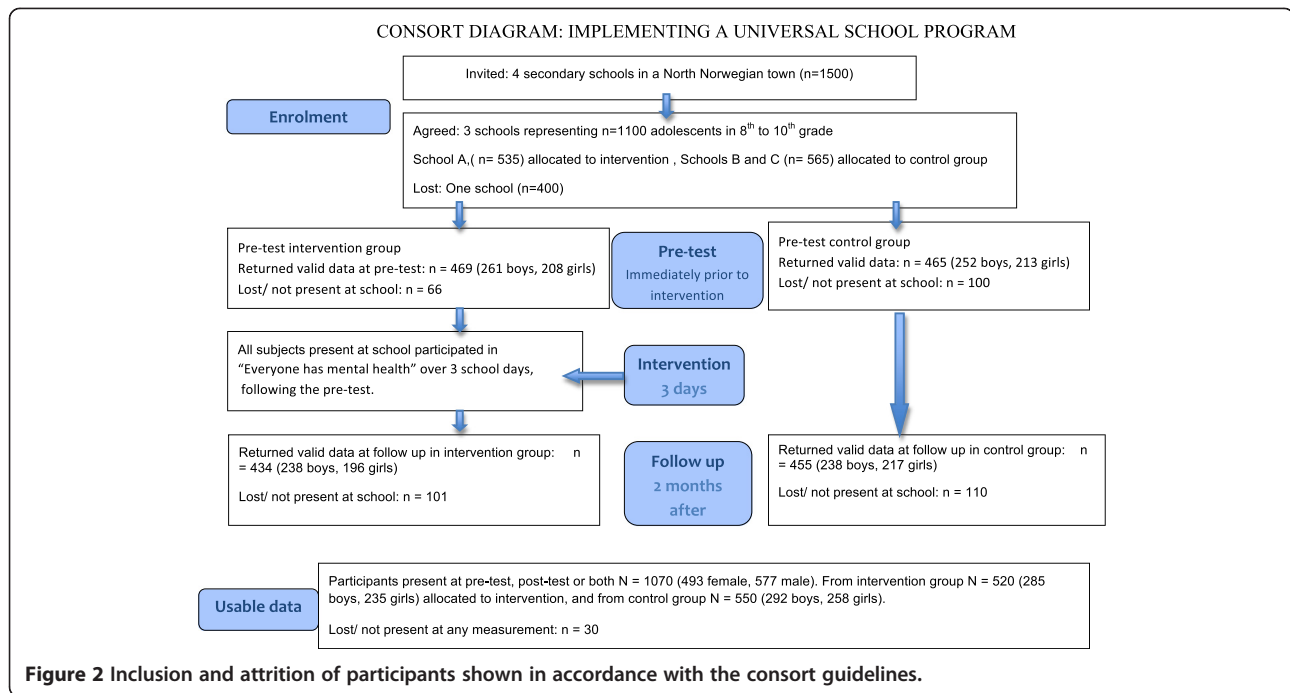 CONSORT DIAGRAM: IMPLEMENTING A UNIVERSAL SCHOOL PROGRAM
Invited: 4 secondary schools in a North Norwegian town (n=1500)
Enrolment
Agreed: 3 schools representing n=1100 adolescents in 8th to 10th grade
School A,( n= 535) allocated to intervention , Schools B and C (n= 565) allocated to control group
Lost: One school (n=400)
Pre-test intervention group
Returned valid data at pre-test: n = 469 (261 boys, 208 girls)
Lost/ not present at school: n = 66
Pre-test
Immediately prior to
intervention
Pre-test control group
Returned valid data: n = 465 (252 boys, 213 girls)
Lost/ not present at school: n = 100
All subjects present at school participated in
“Everyone has mental health” over 3 school days,
following the pre-test.
Intervention
3 days
Returned valid data at follow up in intervention group: n
= 434 (238 boys, 196 girls)
Lost/ not present at school: n = 101
Follow up
2 months
after
Returned valid data at follow up in control group: n
= 455 (238 boys, 217 girls)
Lost/ not present at school: n = 110
Usable data
Participants present at pre-test, post-test or both N = 1070 (493 female, 577 male). From intervention group N = 520 (285
boys, 235 girls) allocated to intervention, and from control group N = 550 (292 boys, 258 girls).
Lost/ not present at any measurement: n = 30
Figure 2 Inclusion and attrition of participants shown in accordance with the consort guidelines.